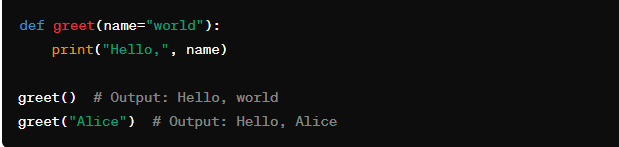 def greet(name="world"):
    print("Hello,", name)
greet()  # Output: Hello, world
greet("Alice")  # Output: Hello, Alice